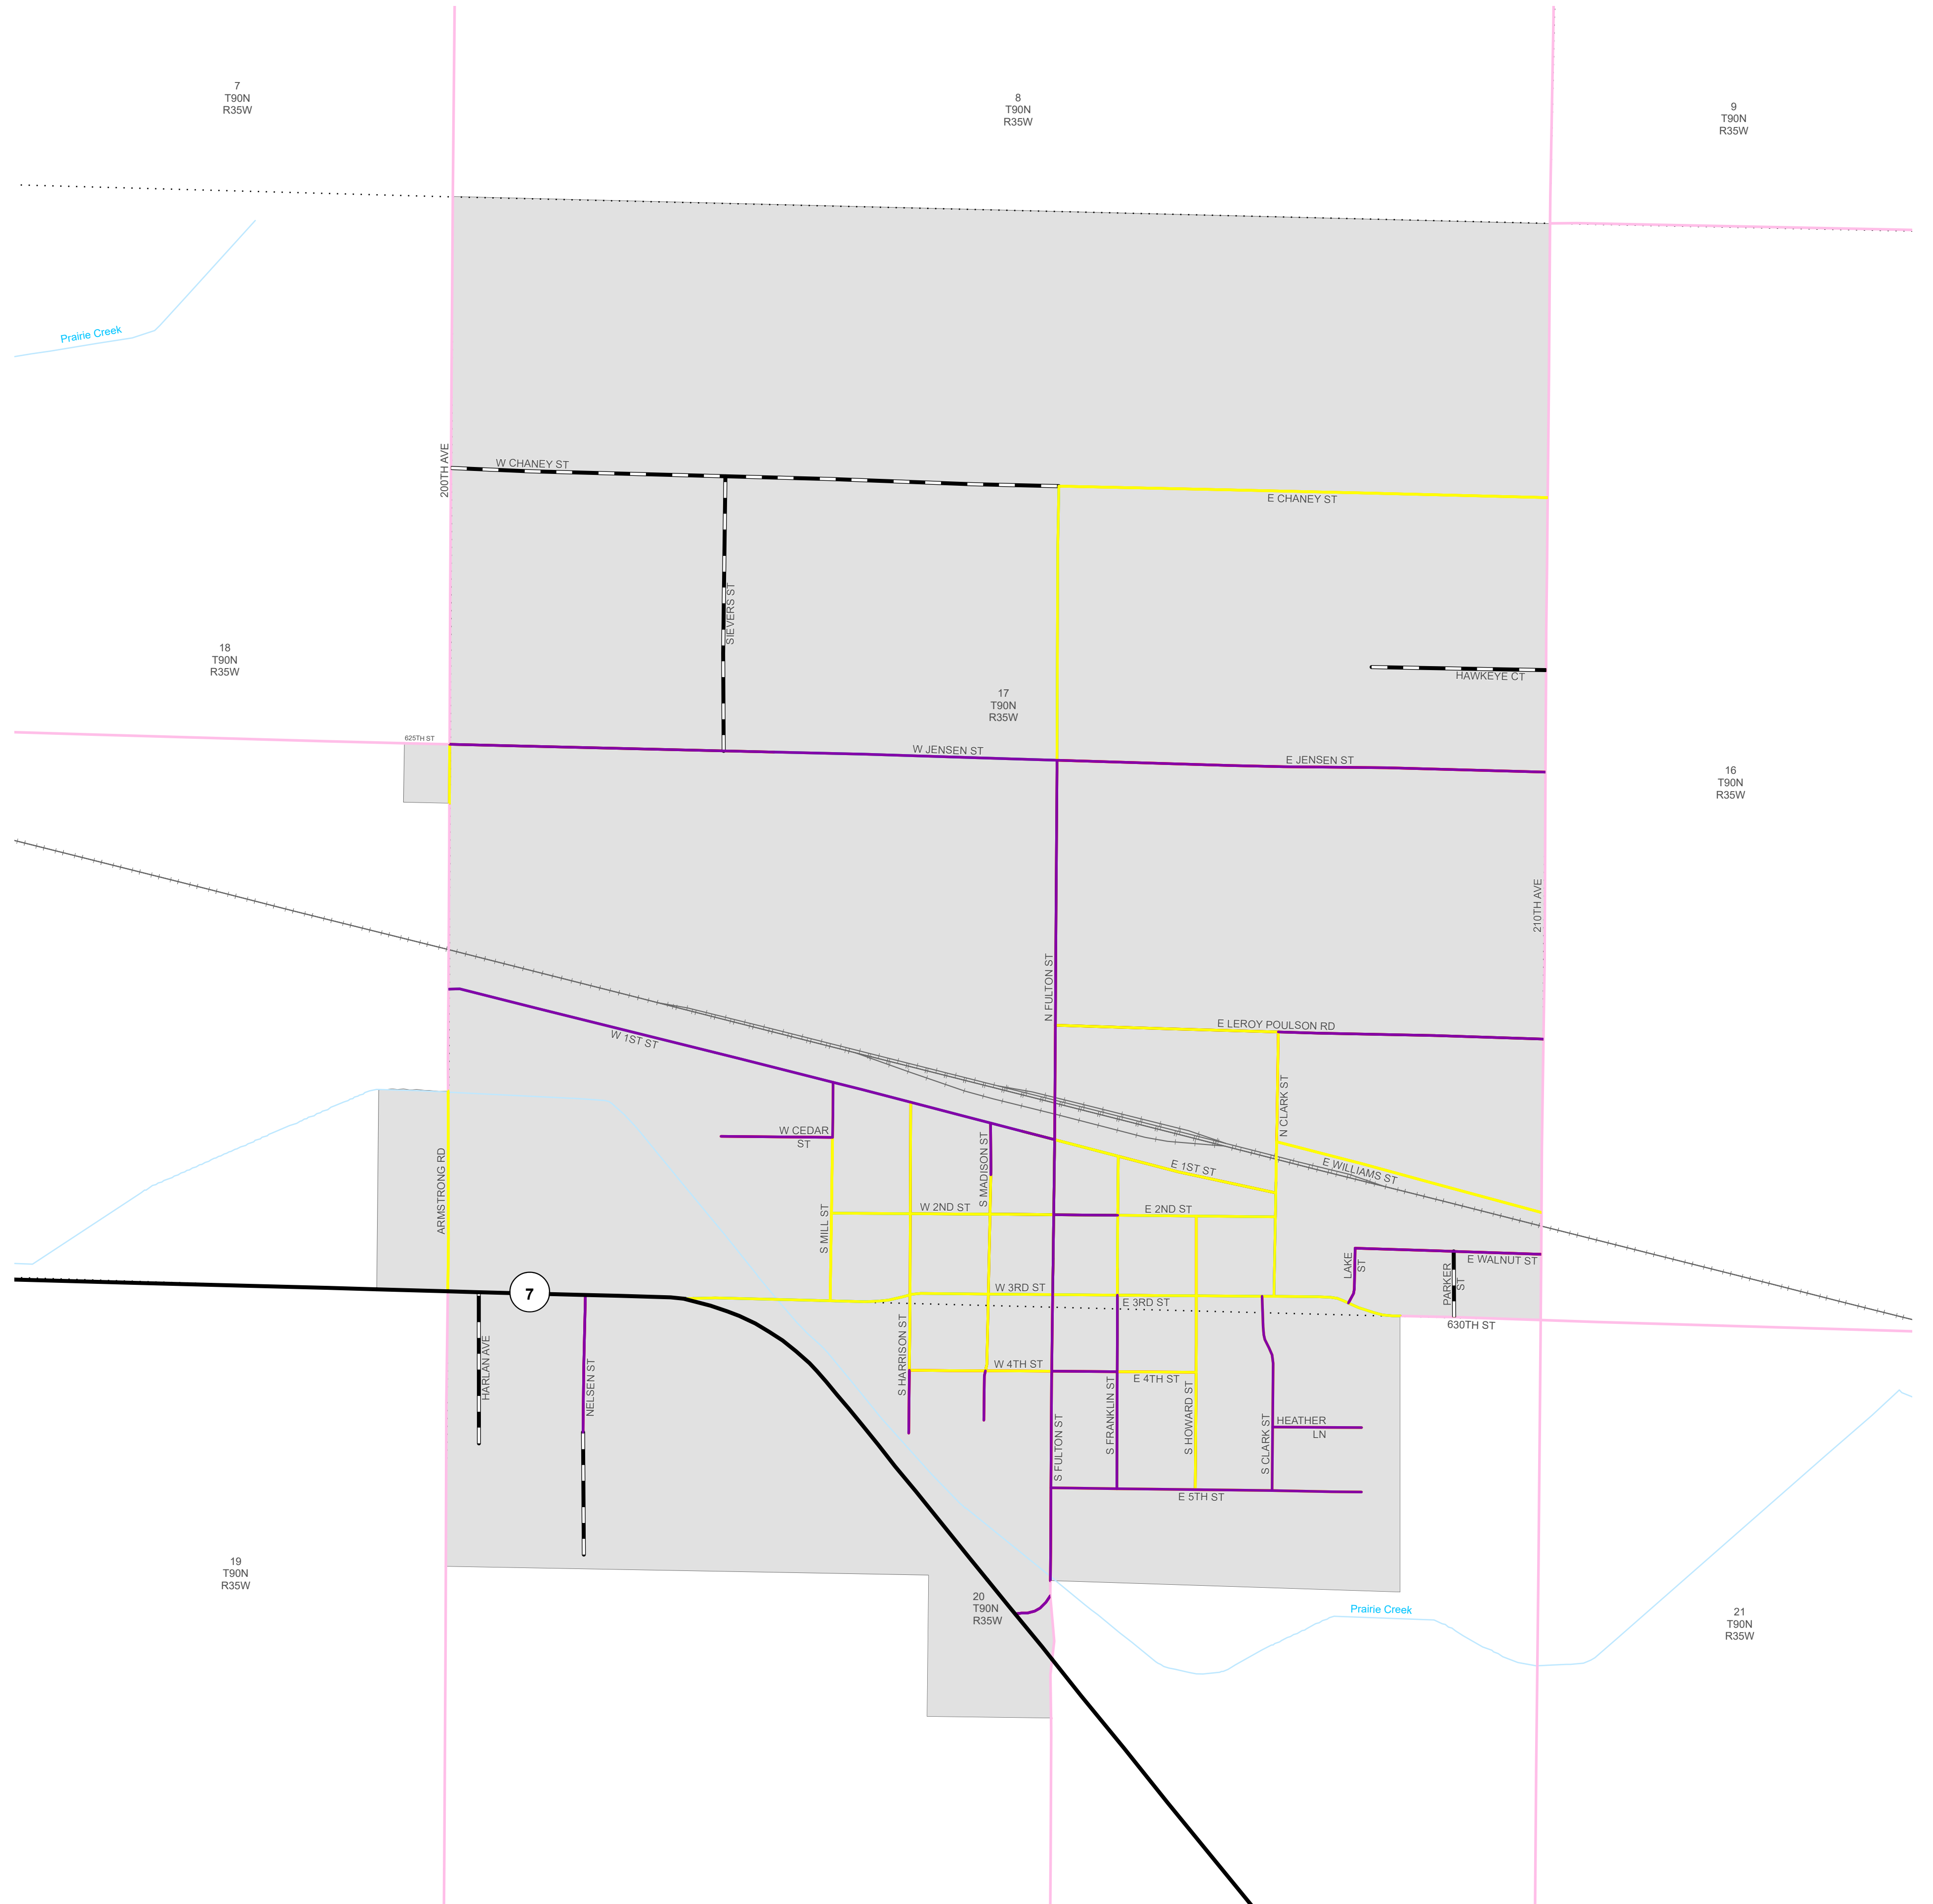 7
T90N
R35W
8
T90N
R35W
9
T90N
R35W
Prairie Creek
200TH AVE
W CHANEY ST
E CHANEY ST
SIEVERS ST
18
T90N
R35W
17
T90N
R35W
HAWKEYE CT
625TH ST
W JENSEN ST
E JENSEN ST
16
T90N
R35W
210TH AVE
N FULTON ST
W 1ST ST
E LEROY POULSON RD
N CLARK ST
W CEDAR
ST
S MADISON ST
E 1ST ST
E WILLIAMS ST
ARMSTRONG RD
S MILL ST
W 2ND ST
E 2ND ST
LAKE
ST
E WALNUT ST
PARKER
ST
7
W 3RD ST
E 3RD ST
630TH ST
HARLAN AVE
NELSEN ST
S HARRISON ST
W 4TH ST
E 4TH ST
S FULTON ST
S FRANKLIN ST
S HOWARD ST
S CLARK ST
HEATHER
LN
E 5TH ST
19
T90N
R35W
20
T90N
R35W
Prairie Creek
21
T90N
R35W